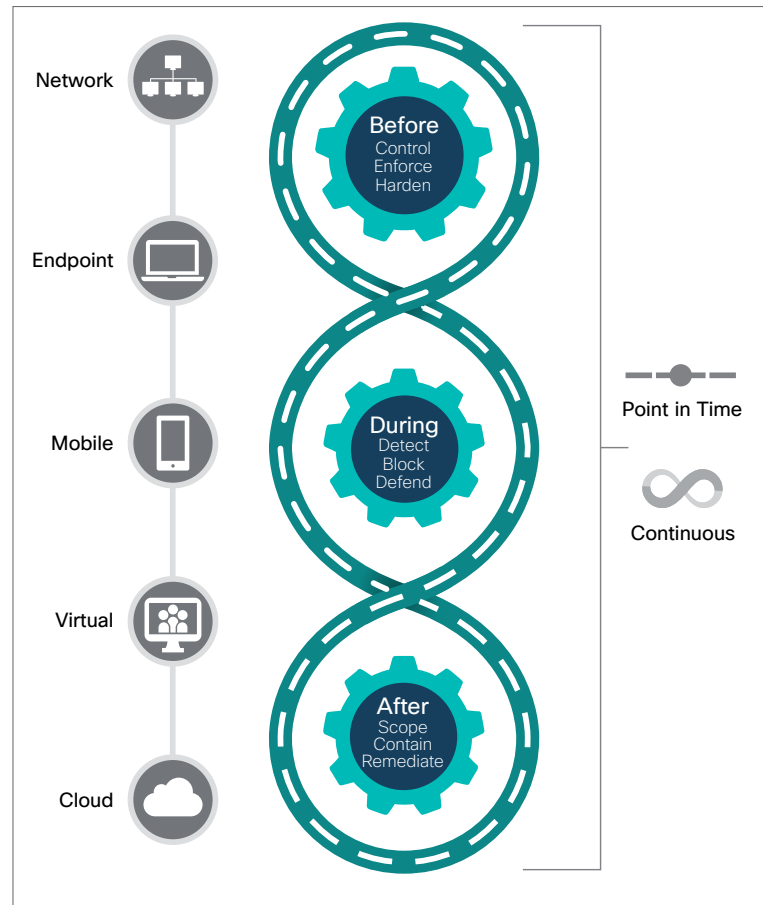 Network
Endpoint
Mobile
Virtual
Cloud
Before
Control
Enforce
Harden
During
Detect
Block
Defend
After
Scope
Contain
Remediate
Point in Time
Continuous